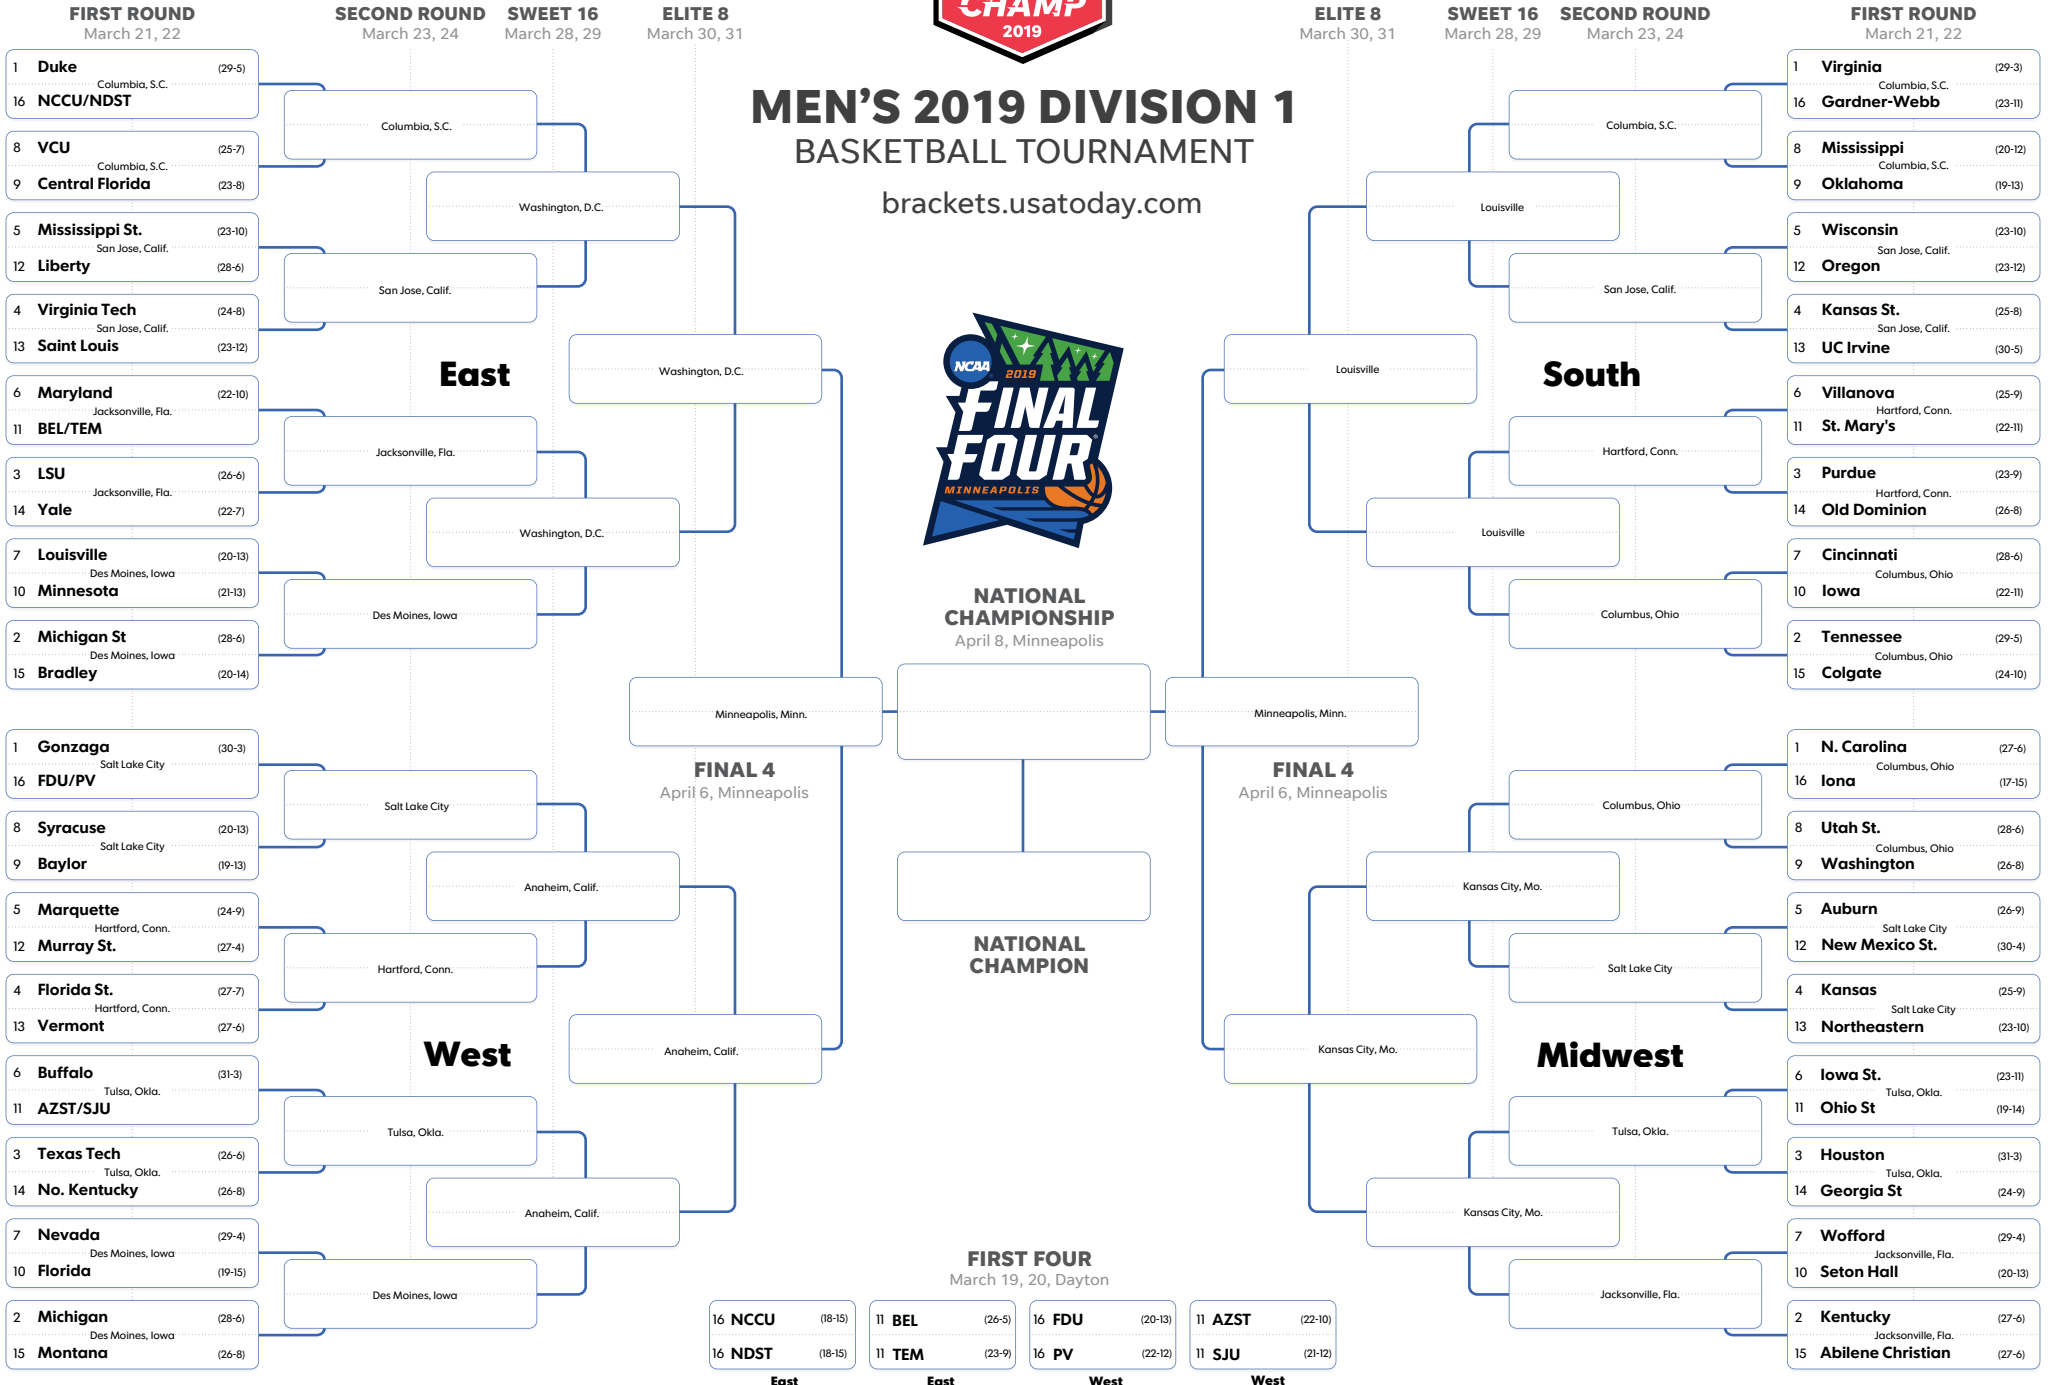 CHAMP
2019
FIRST ROUND
March 21, 22
SECOND ROUND
March 23, 24
SWEET 16
March 28, 29
ELITE 8
March 30, 31
ELITE 8
March 30, 31
SWEET 16
March 28, 29
SECOND ROUND
March 23, 24
FIRST ROUND
March 21, 22
MEN'S 2019 DIVISION 1
BASKETBALL TOURNAMENT
brackets.usatoday.com
1 Duke (29-5)
Columbia, S.C.
16 NCCU/NDST
8 VCU (25-7)
Columbia, S.C.
9 Central Florida (23-8)
5 Mississippi St. (23-10)
San Jose, Calif.
12 Liberty (28-6)
4 Virginia Tech (24-8)
San Jose, Calif.
13 Saint Louis (23-12)
6 Maryland (22-10)
Jacksonville, Fla.
11 BEL/TEM
3 LSU (26-6)
Jacksonville, Fla.
14 Yale (22-7)
7 Louisville (20-13)
Des Moines, Iowa
10 Minnesota (21-13)
2 Michigan St (28-6)
Des Moines, Iowa
15 Bradley (20-14)
Columbia, S.C.
San Jose, Calif.
Jacksonville, Fla.
Des Moines, Iowa
Washington, D.C.
Washington, D.C.
Washington, D.C.
East
1 Gonzaga (30-3)
Salt Lake City
16 FDU/PV
8 Syracuse (20-13)
Salt Lake City
9 Baylor (19-13)
5 Marquette (24-9)
Hartford, Conn.
12 Murray St. (27-4)
4 Florida St. (27-7)
Hartford, Conn.
13 Vermont (27-6)
6 Buffalo (31-3)
Tulsa, Okla.
11 AZST/SJU
3 Texas Tech (26-6)
Tulsa, Okla.
14 No. Kentucky (26-8)
7 Nevada (29-4)
Des Moines, Iowa
10 Florida (19-15)
2 Michigan (28-6)
Des Moines, Iowa
15 Montana (26-8)
Salt Lake City
Hartford, Conn.
Tulsa, Okla.
Des Moines, Iowa
Anaheim, Calif.
Anaheim, Calif.
Anaheim, Calif.
West
NCAA
2019
FINAL
FOUR
MINNEAPOLIS
NATIONAL
CHAMPIONSHIP
April 8, Minneapolis
Minneapolis, Minn.
Minneapolis, Minn.
FINAL 4
April 6, Minneapolis
FINAL 4
April 6, Minneapolis
NATIONAL
CHAMPION
1 Virginia (29-3)
Columbia, S.C.
16 Gardner-Webb (23-11)
8 Mississippi (20-12)
Columbia, S.C.
9 Oklahoma (19-13)
5 Wisconsin (23-10)
San Jose, Calif.
12 Oregon (23-12)
4 Kansas St. (25-8)
San Jose, Calif.
13 UC Irvine (30-5)
6 Villanova (25-9)
Hartford, Conn.
11 St. Mary's (22-11)
3 Purdue (23-9)
Hartford, Conn.
14 Old Dominion (26-8)
7 Cincinnati (28-6)
Columbus, Ohio
10 Iowa (22-11)
2 Tennessee (29-5)
Columbus, Ohio
15 Colgate (24-10)
Columbia, S.C.
San Jose, Calif.
Hartford, Conn.
Columbus, Ohio
Louisville
Louisville
Louisville
South
1 N. Carolina (27-6)
Columbus, Ohio
16 Iona (17-15)
8 Utah St. (28-6)
Columbus, Ohio
9 Washington (26-8)
5 Auburn (26-9)
Salt Lake City
12 New Mexico St. (30-4)
4 Kansas (25-9)
Salt Lake City
13 Northeastern (23-10)
6 Iowa St. (23-11)
Tulsa, Okla.
11 Ohio St (19-14)
3 Houston (31-3)
Tulsa, Okla.
14 Georgia St (24-9)
7 Wofford (29-4)
Jacksonville, Fla.
10 Seton Hall (20-13)
2 Kentucky (27-6)
Jacksonville, Fla.
15 Abilene Christian (27-6)
Columbus, Ohio
Salt Lake City
Tulsa, Okla.
Jacksonville, Fla.
Kansas City, Mo.
Kansas City, Mo.
Kansas City, Mo.
Midwest
FIRST FOUR
March 19, 20, Dayton
16 NCCU (18-15)
16 NDST (18-15)
East
11 BEL (26-5)
11 TEM (23-9)
East
16 FDU (20-13)
16 PV (22-12)
West
11 AZST (22-10)
11 SJU (21-12)
West